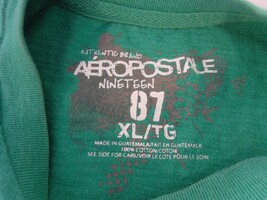 AUTHENTIC BRAND
AÉROPOSTALE
NINETEEN
87
XL/TG
MADE IN GUATEMALA/FAIT EN GUATEMALA
100% COTTON/COTON
SEE SIDE FOR CARE/VOIR LE COTE POUR LE SOIN